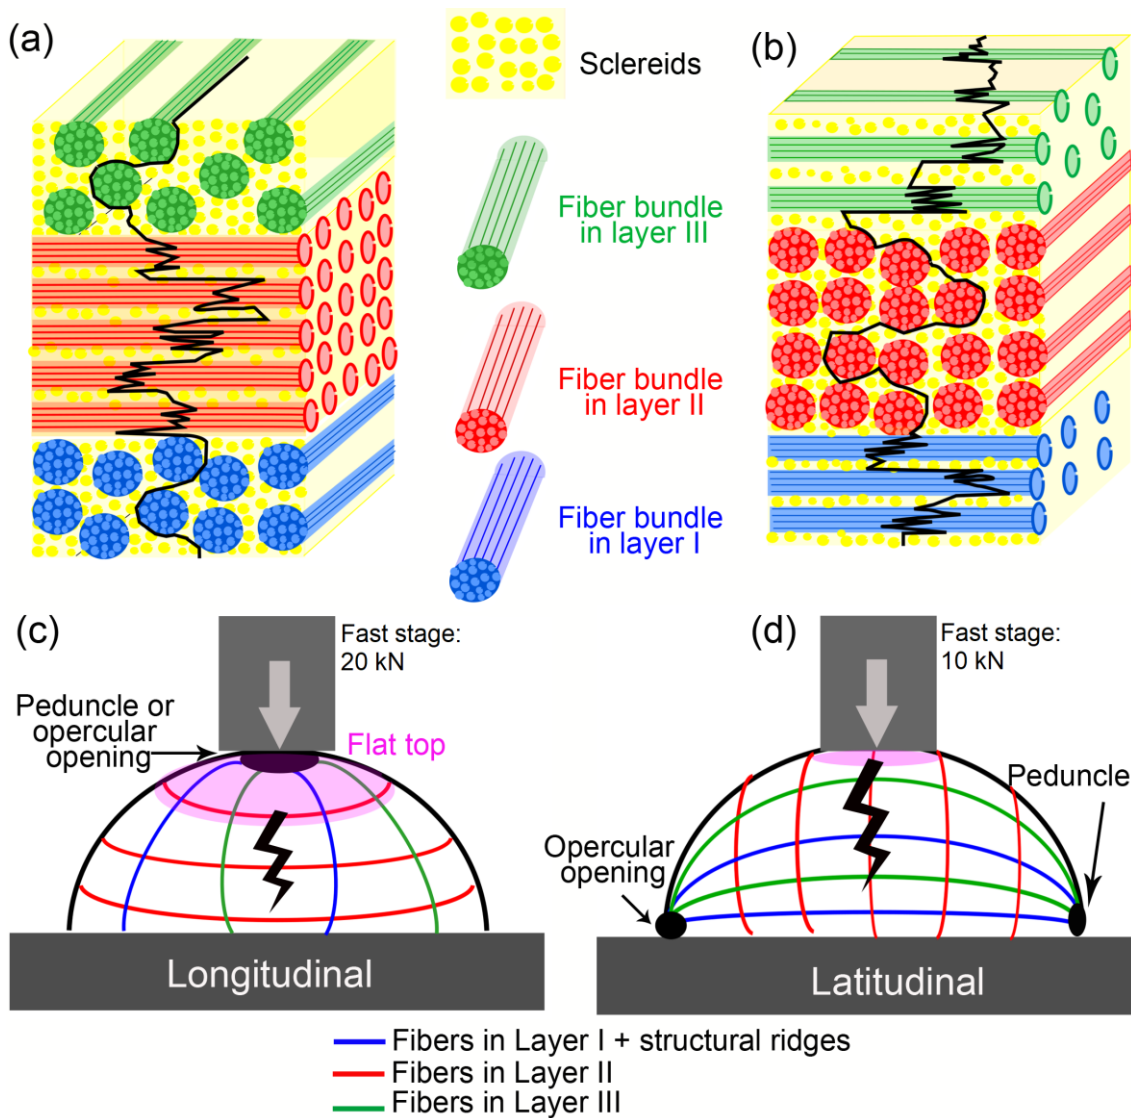 (a)
Sclereids
(b)
Fiber bundle
in layer III
Fiber bundle
in layer II
Fiber bundle
in layer I
(c)
Fast stage:
20 kN
Peduncle or
opercular
opening
Flat top
Longitudinal
(d)
Fast stage:
10 kN
Peduncle
Opercular
opening
Latitudinal
Fibers in Layer I + structural ridges
Fibers in Layer II
Fibers in Layer III